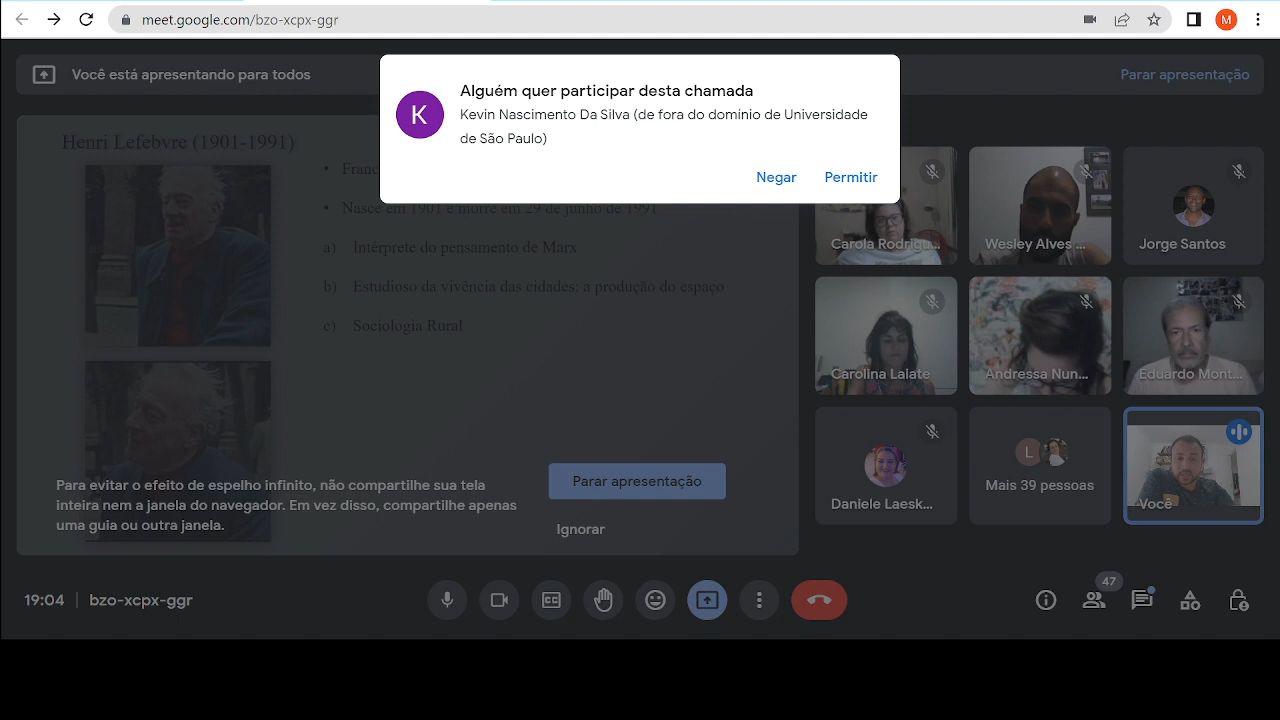 meet.google.com/bzo-xcpx-ggr
M
Você está apresentando para todos
Parar apresentação
Alguém quer participar desta chamada
K
Kevin Nascimento Da Silva (de fora do domínio de Universidade
de São Paulo)
Negar
Permitir
Henri Lefebvre (1901-1991)
• Franc
• Nasce em 1901 e morre em 29 de junho de 1991
a) Intérprete do pensamento de Marx
b) Estudioso da vivência das cidades: a produção do espaço
c) Sociologia Rural
Para evitar o efeito de espelho infinito, não compartilhe sua tela
inteira nem a janela do navegador. Em vez disso, compartilhe apenas
uma guia ou outra janela.
Parar apresentação
Ignorar
Carola Rodrigu...
Wesley Alves ...
Jorge Santos
Carolina Laiate
Andressa Nun...
Eduardo Mont...
Daniele Laesk...
L
Mais 39 pessoas
Você
19:04 | bzo-xcpx-ggr
CC
47